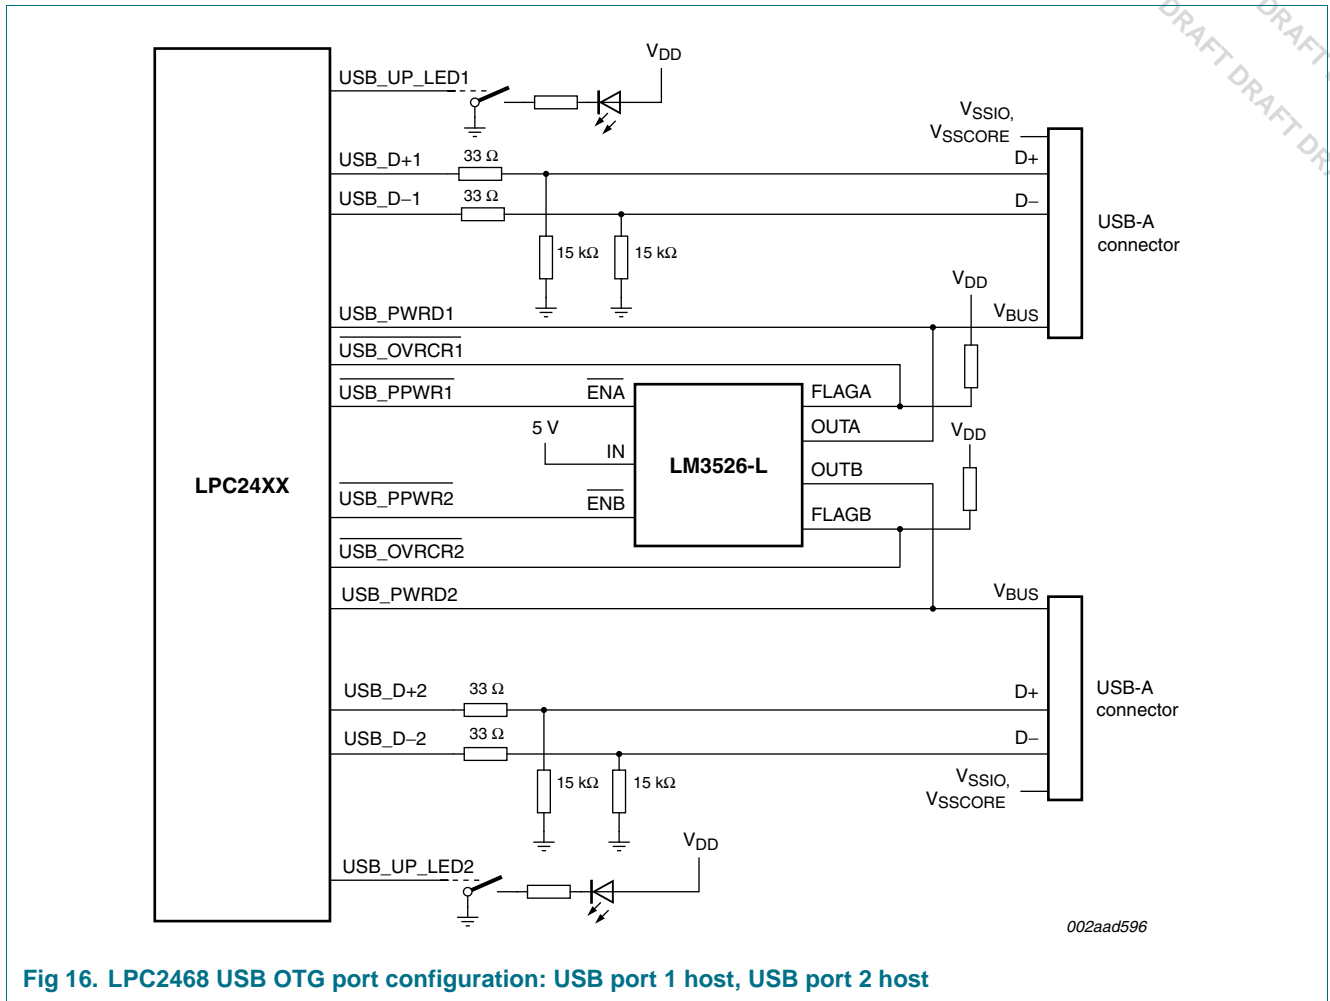 DRAFT DRAFT DRAFT DR
DRAFT DRAFT
VDD
USB_UP_LED1
VSSIO,
VSSCORE
USB_D+1
33 Ω
D+
USB_D−1
33 Ω
D−
USB-A
connector
15 kΩ
15 kΩ
VDD
USB_PWRD1
VBUS
USB_OVRCR1
USB_PPWR1
ENA
FLAGA
5 V
OUTA
VDD
IN
LM3526-L
LPC24XX
OUTB
USB_PPWR2
ENB
FLAGB
USB_OVRCR2
USB_PWRD2
VBUS
USB_D+2
33 Ω
D+
USB-A
connector
USB_D−2
33 Ω
D−
15 kΩ
15 kΩ
VSSIO,
VSSCORE
VDD
USB_UP_LED2
002aad596
Fig 16. LPC2468 USB OTG port configuration: USB port 1 host, USB port 2 host